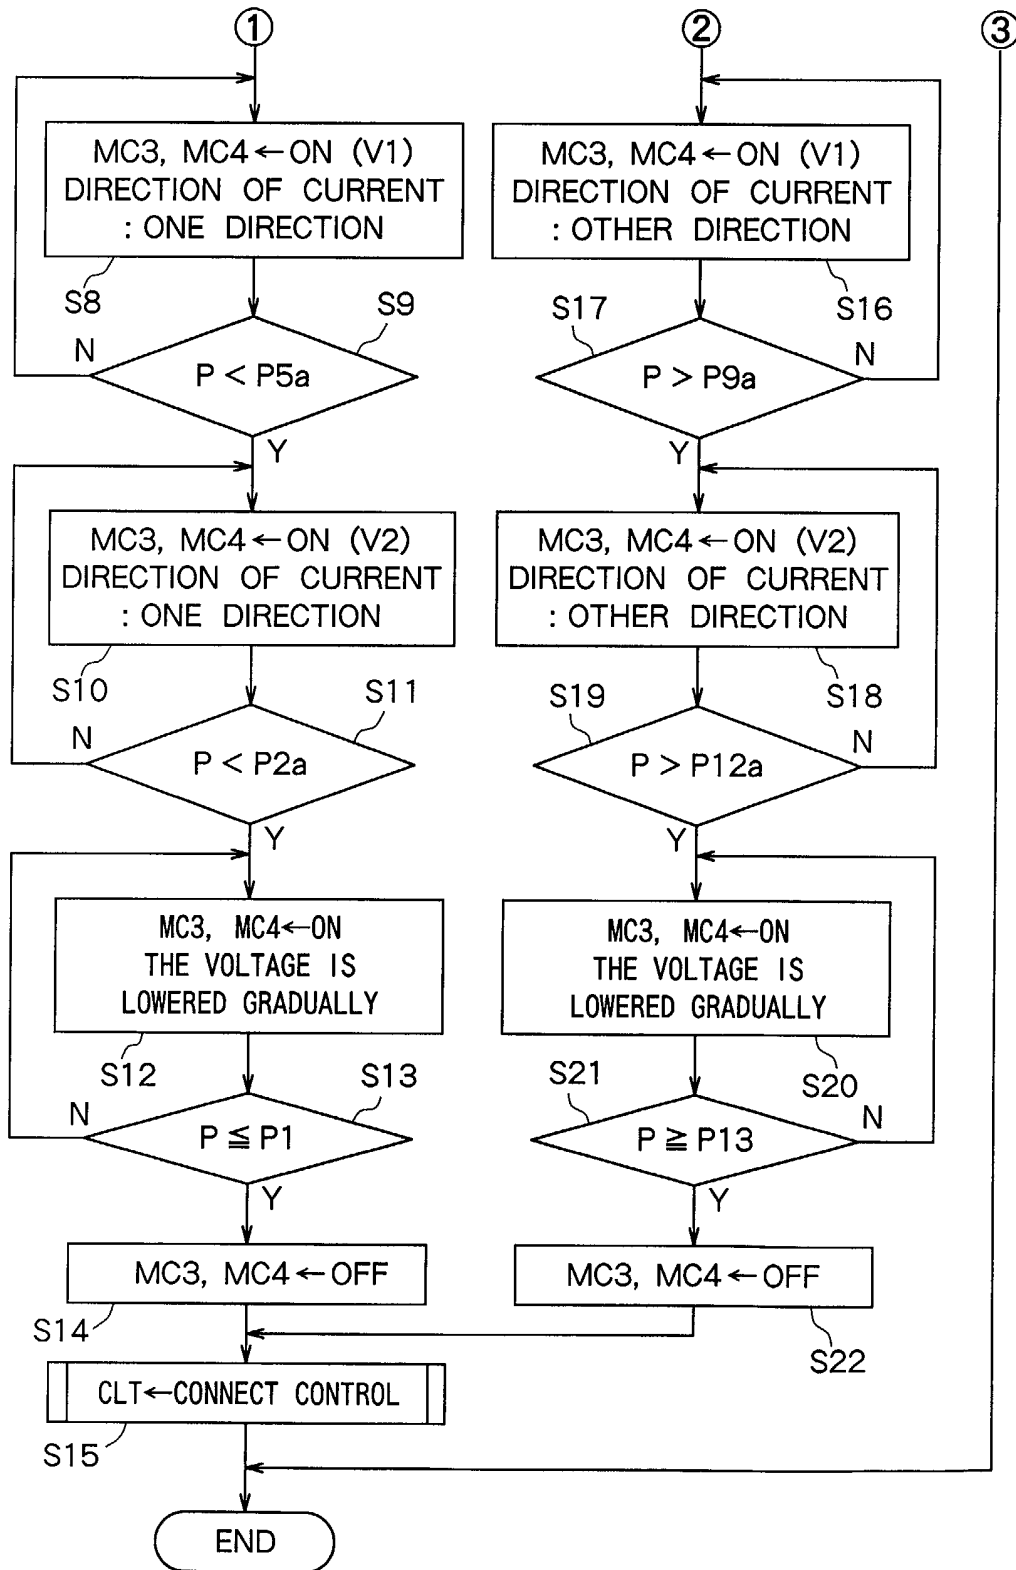 ①
MC3, MC4←ON (V1)
DIRECTION OF CURRENT
: ONE DIRECTION
S8
S9
P < P5a
N
Y
MC3, MC4←ON (V2)
DIRECTION OF CURRENT
: ONE DIRECTION
S10
S11
P < P2a
N
Y
MC3, MC4←ON
THE VOLTAGE IS
LOWERED GRADUALLY
S12
S13
P ≦ P1
N
Y
MC3, MC4←OFF
S14
CLT←CONNECT CONTROL
S15
END
②
MC3, MC4←ON (V1)
DIRECTION OF CURRENT
: OTHER DIRECTION
S16
S17
P > P9a
N
Y
MC3, MC4←ON (V2)
DIRECTION OF CURRENT
: OTHER DIRECTION
S18
S19
P > P12a
N
Y
MC3, MC4←ON
THE VOLTAGE IS
LOWERED GRADUALLY
S20
S21
P ≧ P13
N
Y
MC3, MC4←OFF
S22
③